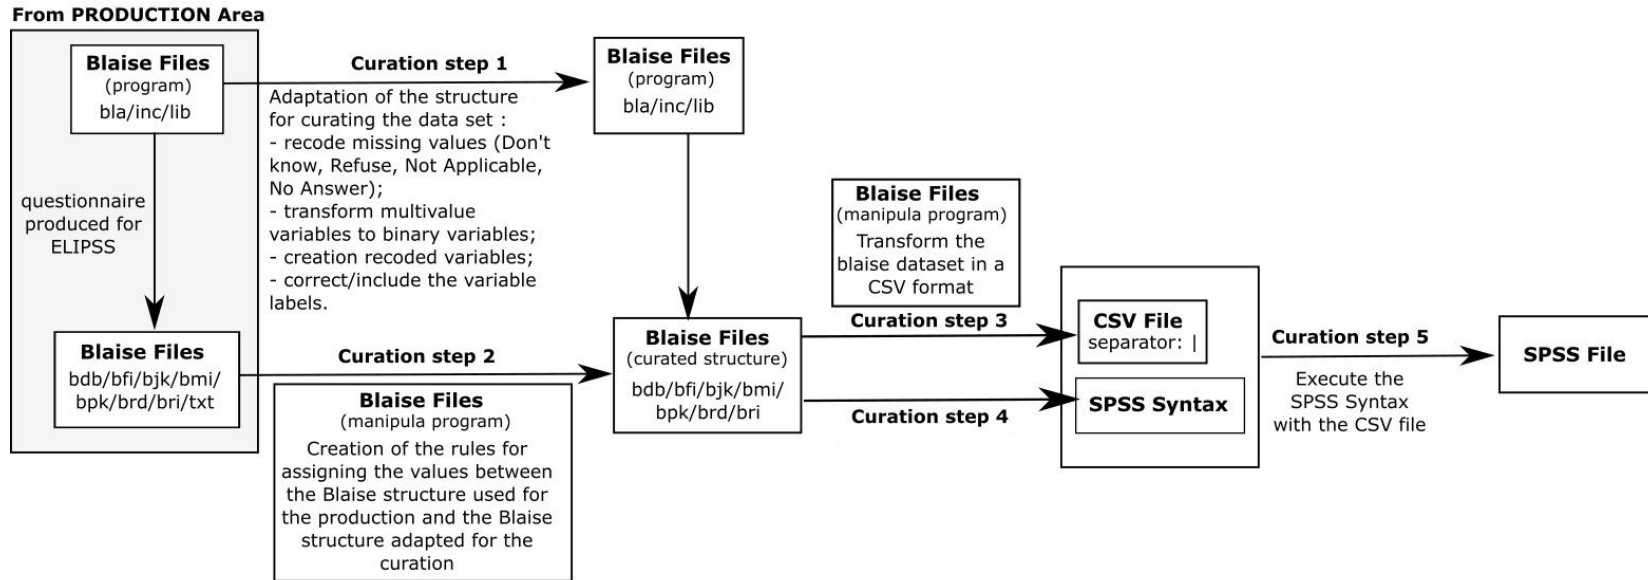 From PRODUCTION Area
Blaise Files
(program)
bla/inc/lib
questionnaire
produced for
ELIPSS
Blaise Files
bdb/bfi/bjk/bmi/
bpk/brd/bri/txt
Curation step 1
Adaptation of the structure
for curating the data set :
- recode missing values (Don't
know, Refuse, Not Applicable,
No Answer);
- transform multivalue
variables to binary variables;
- creation recoded variables;
- correct/include the variable
labels.
Curation step 2
Blaise Files
(manipula program)
Creation of the rules for
assigning the values between
the Blaise structure used for
the production and the Blaise
structure adapted for the
curation
Blaise Files
(program)
bla/inc/lib
Blaise Files
(curated structure)
bdb/bfi/bjk/bmi/
bpk/brd/bri
Blaise Files
(manipula program)
Transform the
blaise dataset in a
CSV format
Curation step 3
Curation step 4
CSV File
separator: |
SPSS Syntax
Curation step 5
Execute the
SPSS Syntax
with the CSV file
SPSS File